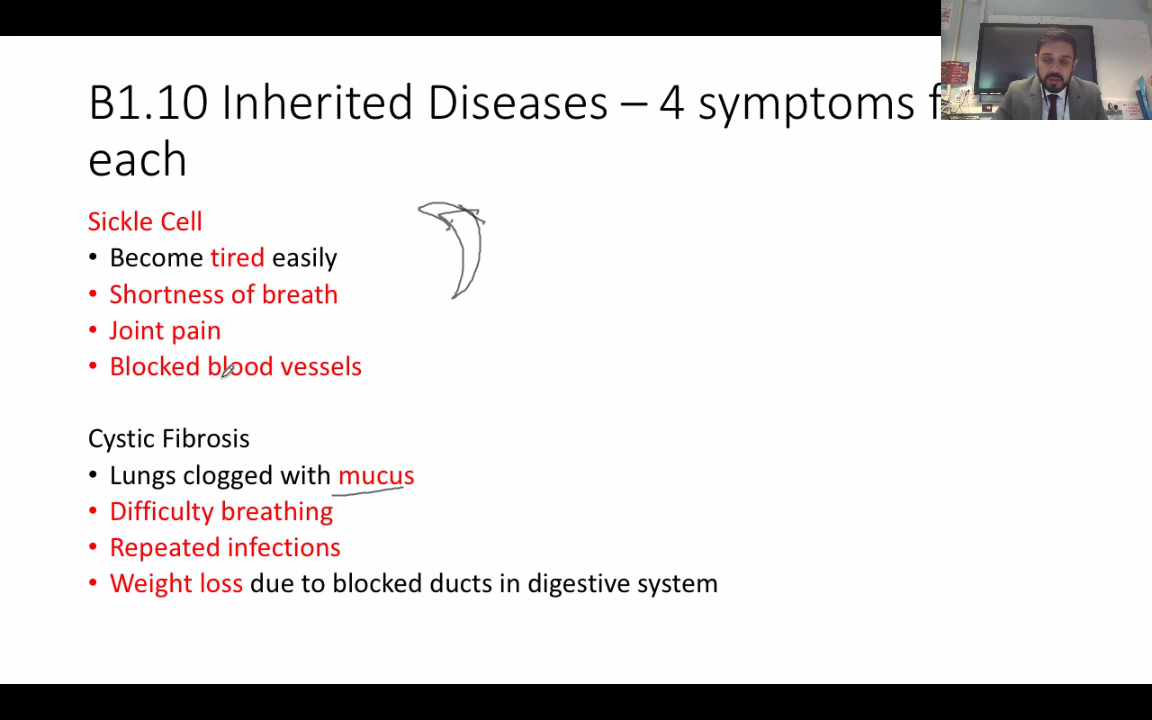 B1.10 Inherited Diseases – 4 symptoms
each
Sickle Cell
• Become tired easily
• Shortness of breath
• Joint pain
• Blocked blood vessels
Cystic Fibrosis
• Lungs clogged with mucus
• Difficulty breathing
• Repeated infections
• Weight loss due to blocked ducts in digestive system